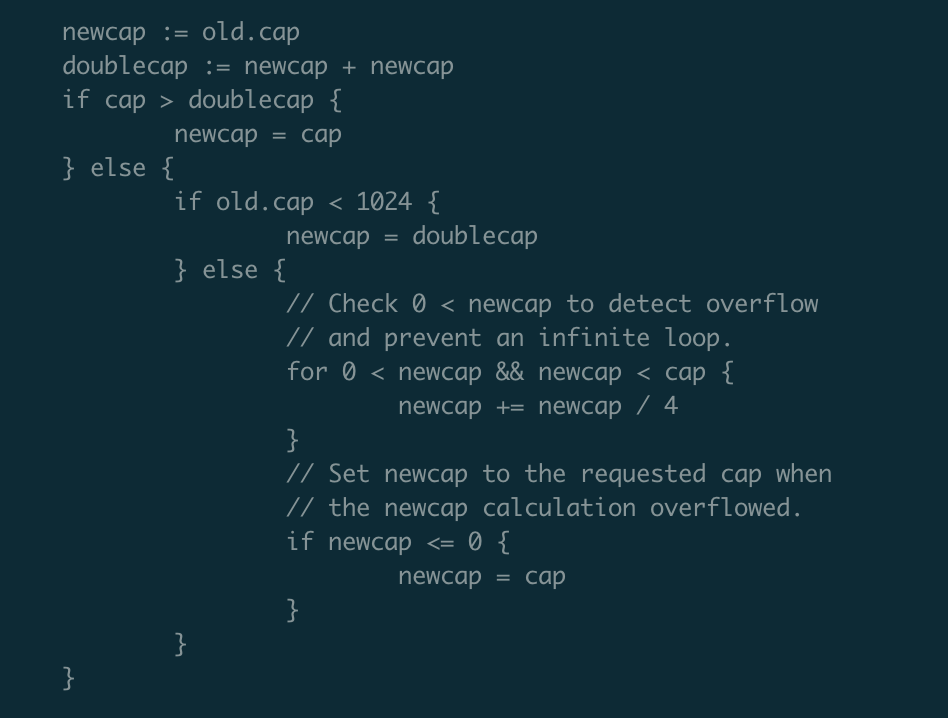 newcap := old.cap
doublecap := newcap + newcap
if cap > doublecap {
        newcap = cap
} else {
        if old.cap < 1024 {
                newcap = doublecap
        } else {
                // Check 0 < newcap to detect overflow
                // and prevent an infinite loop.
                for 0 < newcap && newcap < cap {
                        newcap += newcap / 4
                }
                // Set newcap to the requested cap when
                // the newcap calculation overflowed.
                if newcap <= 0 {
                        newcap = cap
                }
        }
}